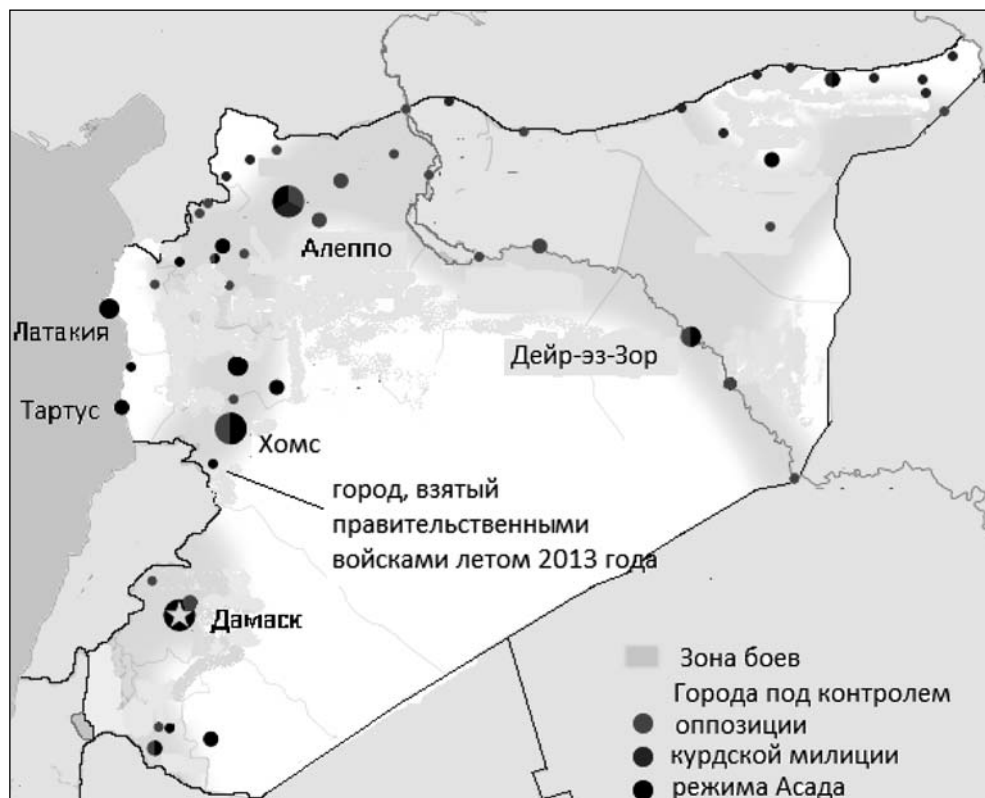 Алеппо
Латакия
Дейр-эз-Зор
Тартус
Хомс
город, взятый
правительственными
войсками летом 2013 года
Дамаск
Зона боев
Города под контролем
оппозиции
курдской милиции
режима Асада